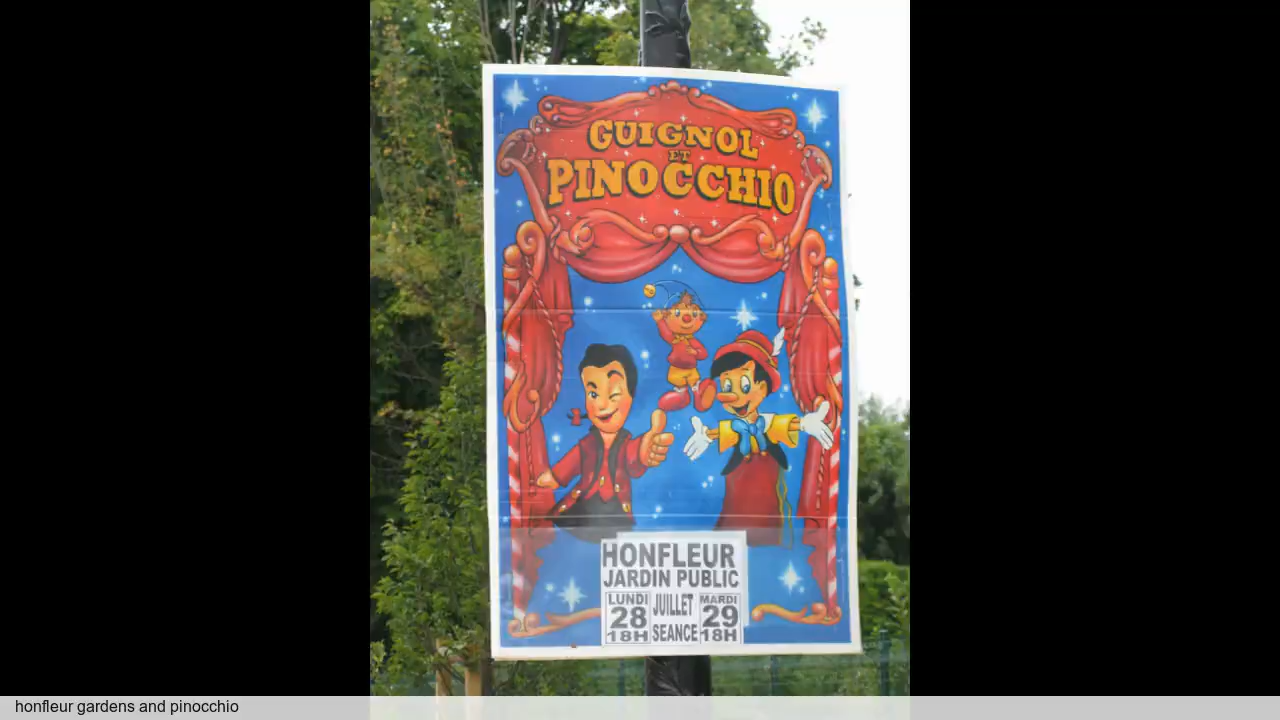 GUIGNOL
ET
PINOCCHIO
HONFLEUR
JARDIN PUBLIC
LUNDI 28 18H
JUILLET SEANCE
MARDI 29 18H
honfleur gardens and pinocchio